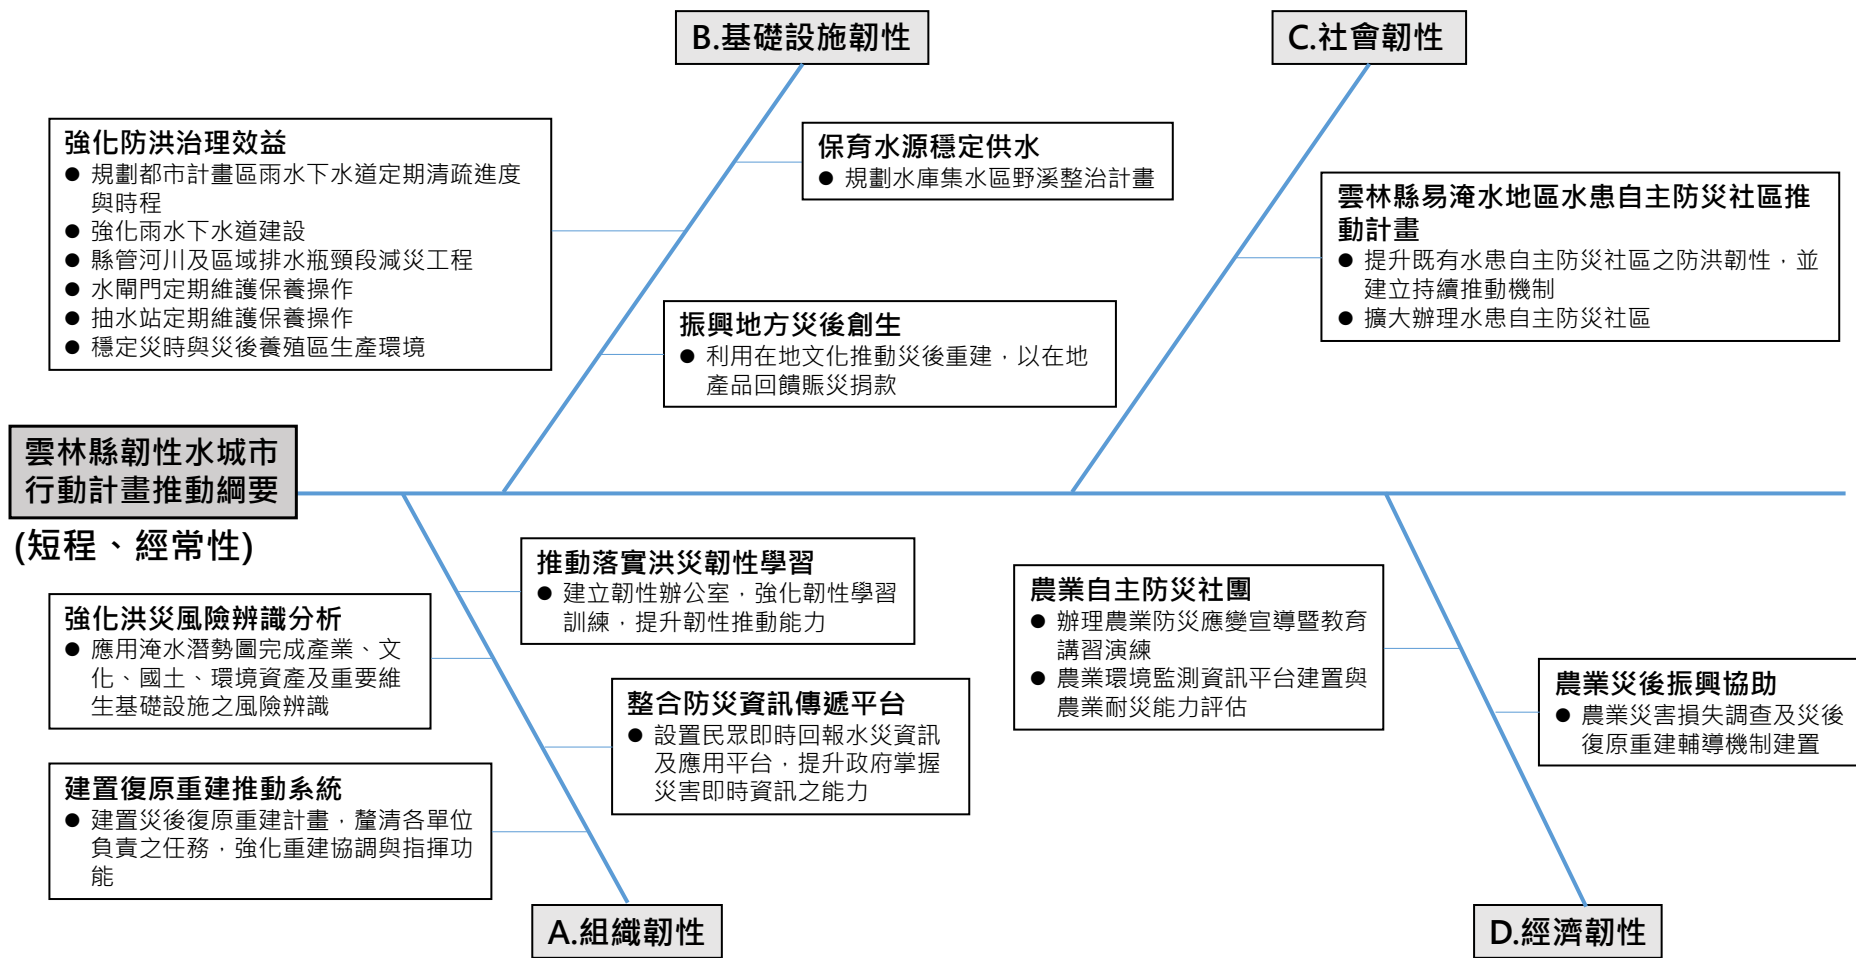 B.基礎設施韌性
C.社會韌性
強化防洪治理效益
● 規劃都市計畫區雨水下水道定期清疏進度
與時程
● 強化雨水下水道建設
● 縣管河川及區域排水瓶頸段減災工程
● 水閘門定期維護保養操作
● 抽水站定期維護保養操作
● 穩定災時與災後養殖區生產環境
保育水源穩定供水
● 規劃水庫集水區野溪整治計畫
振興地方災後創生
● 利用在地文化推動災後重建，以在地
產品回饋賑災捐款
雲林縣易淹水地區水患自主防災社區推
動計畫
● 提升既有水患自主防災社區之防洪韌性，並
建立持續推動機制
● 擴大辦理水患自主防災社區
雲林縣韌性水城市
行動計畫推動綱要
(短程、經常性)
強化洪災風險辨識分析
● 應用淹水潛勢圖完成產業、文
化、國土、環境資產及重要維
生基礎設施之風險辨識
建置復原重建推動系統
● 建置災後復原重建計畫，釐清各單位
負責之任務，強化重建協調與指揮功
能
推動落實洪災韌性學習
● 建立韌性辦公室，強化韌性學習
訓練，提升韌性推動能力
整合防災資訊傳遞平台
● 設置民眾即時回報水災資訊
及應用平台，提升政府掌握
災害即時資訊之能力
農業自主防災社團
● 辦理農業防災應變宣導暨教育
講習演練
● 農業環境監測資訊平台建置與
農業耐災能力評估
農業災後振興協助
● 農業災害損失調查及災後
復原重建輔導機制建置
A.組織韌性
D.經濟韌性